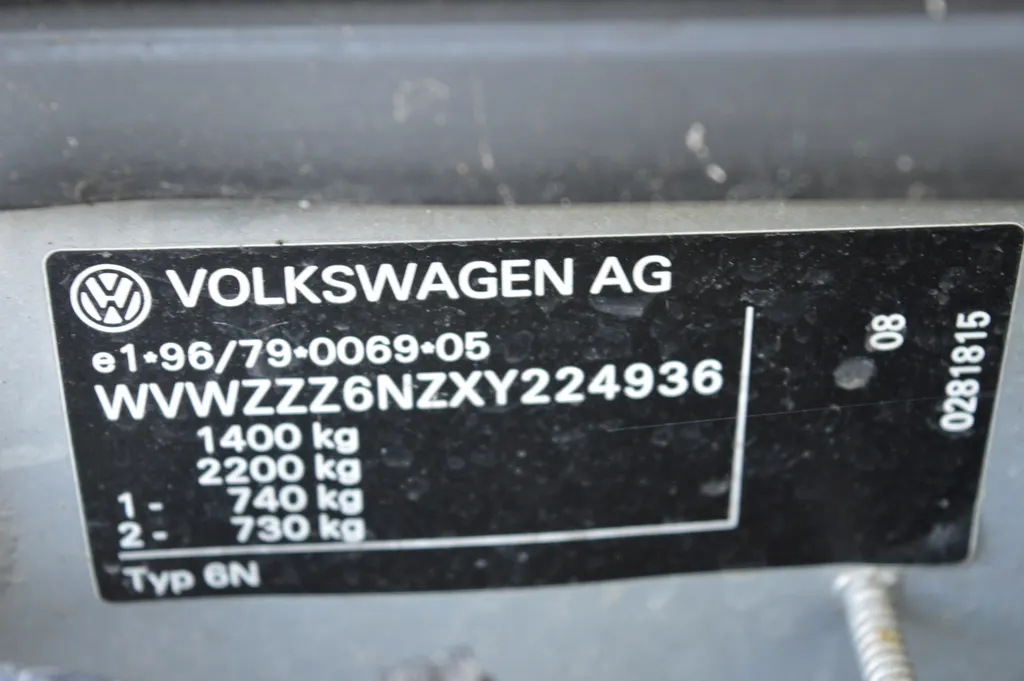 VOLKSWAGEN AG
e1*96/79*0069*05
WVWZZZ6NZXY224936
1400 kg
2200 kg
1 - 740 kg
2 - 730 kg
Typ 6N
08
0281815